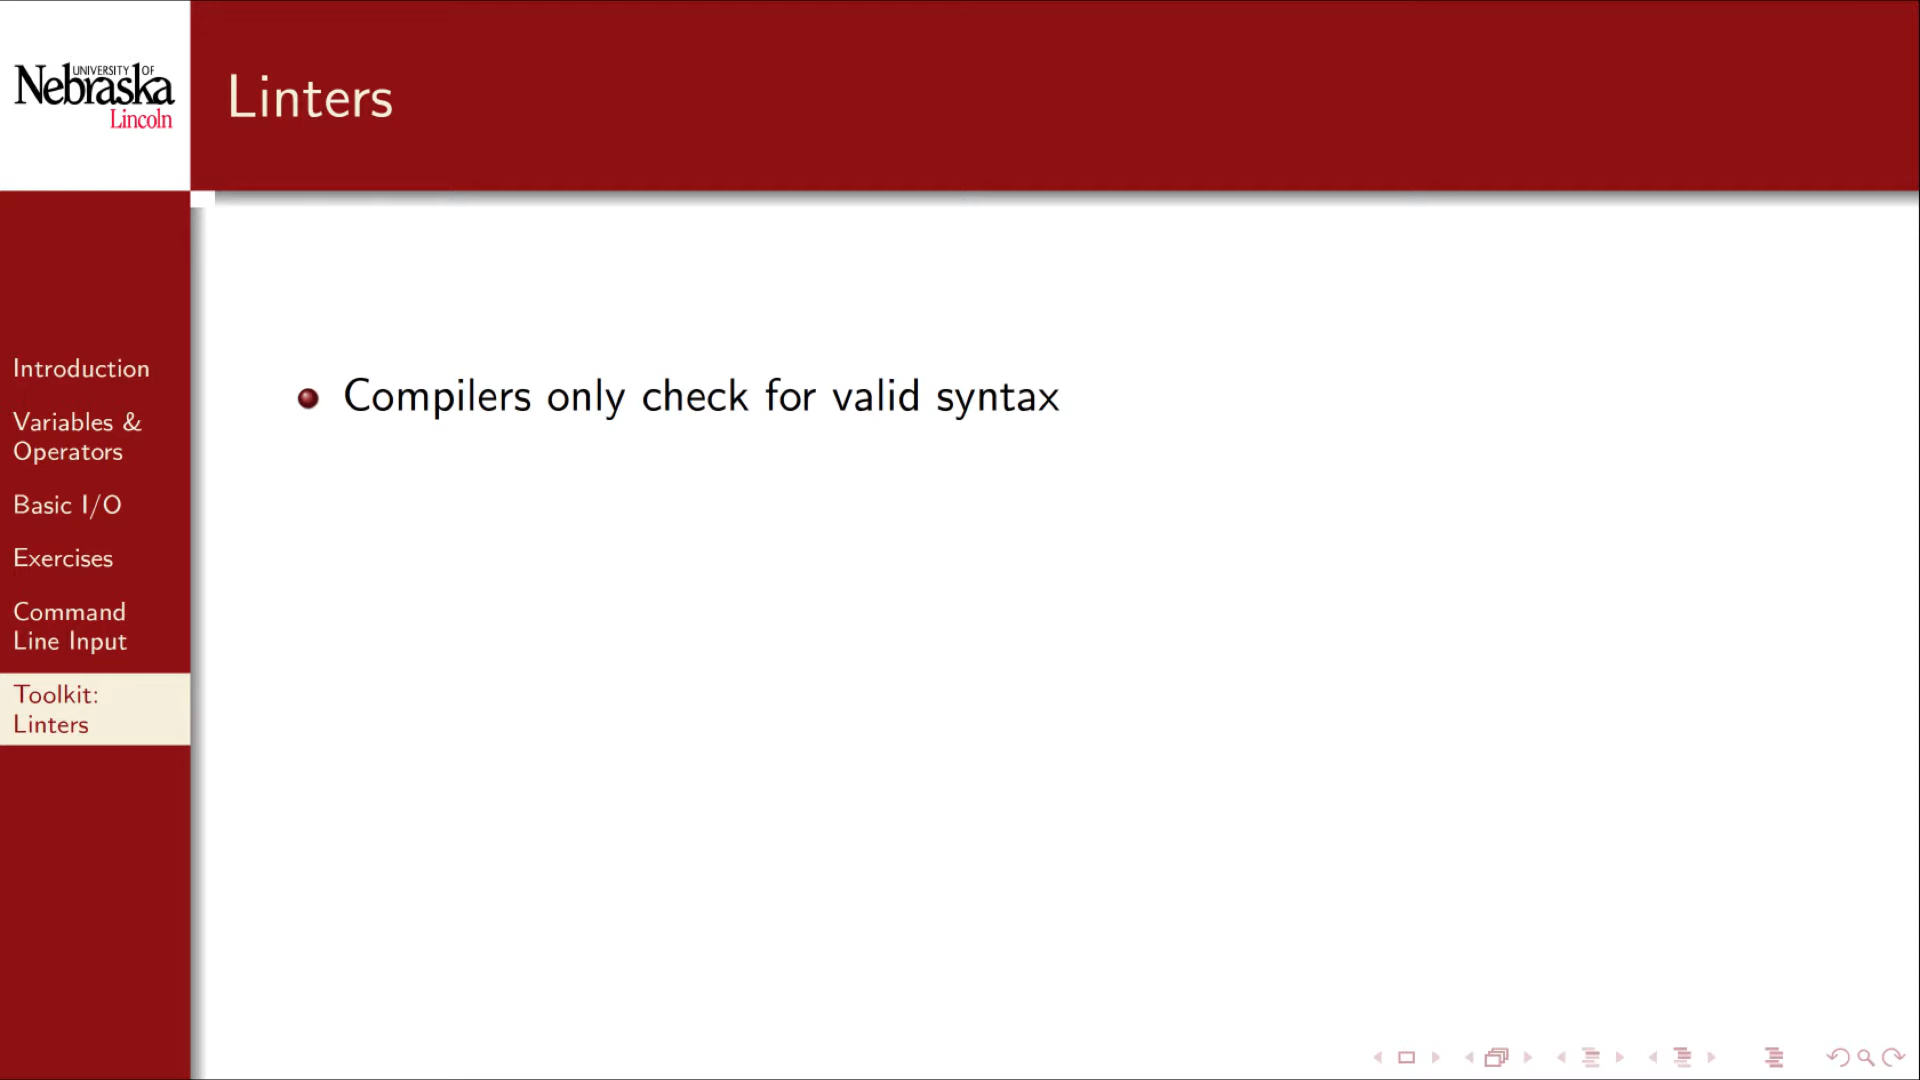 UNIVERSITY OF
Nebraska
Lincoln
Linters
Introduction
Variables &
Operators
Basic I/O
Exercises
Command
Line Input
Toolkit:
Linters
Compilers only check for valid syntax